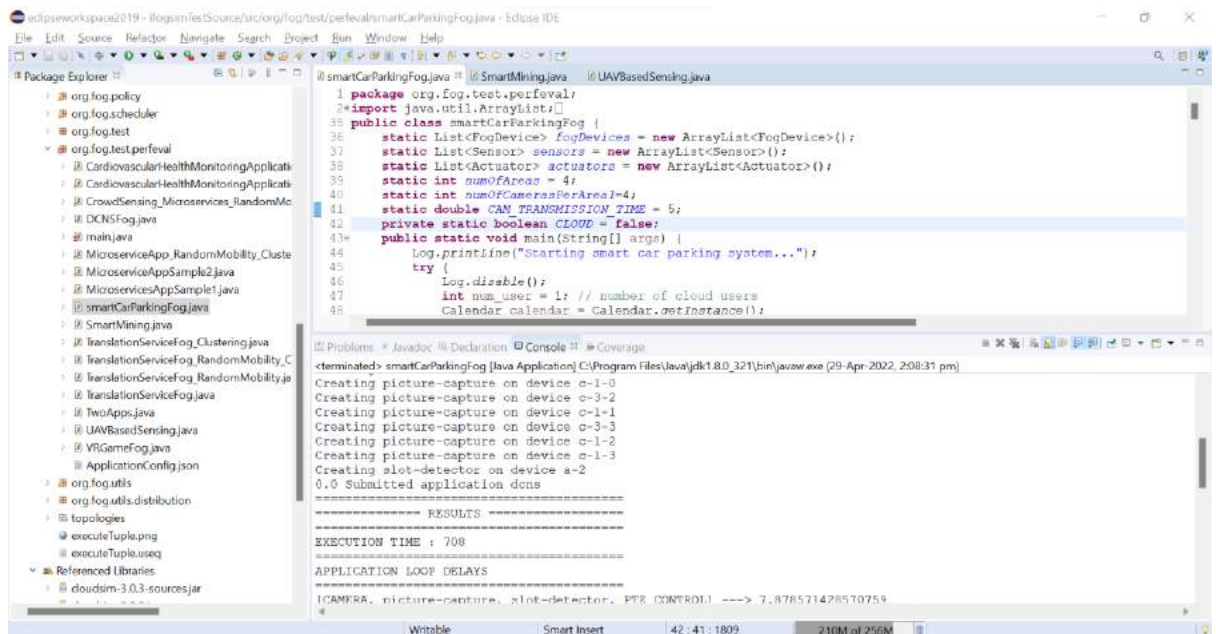 eclipseworkspace2019 - ifogsimTestSource/src/org/fog/test/perfeval/smartCarParkingFog.java - Eclipse IDE
File Edit Source Refactor Navigate Search Project Run Window Help
Package Explorer
org.fog.policy
org.fog.scheduler
org.fog.test
org.fog.test.perfeval
CardiovascularHealthMonitoringApplicati
CardiovascularHealthMonitoringApplicati
CrowdSensing_Microservices_RandomMo
DCNSFog.java
main.java
MicroserviceApp_RandomMobility_Cluste
MicroserviceAppSample2.java
MicroservicesAppSample1.java
smartCarParkingFog.java
SmartMining.java
TranslationServiceFog_Clustering.java
TranslationServiceFog_RandomMobility_C
TranslationServiceFog_RandomMobility.ja
TranslationServiceFog.java
TwoApps.java
UAVBasedSensing.java
VRGameFog.java
ApplicationConfig.json
org.fog.utils
org.fog.utils.distribution
topologies
executeTuple.png
executeTuple.useq
Referenced Libraries
cloudsim-3.0.3-sources.jar
smartCarParkingFog.java SmartMining.java UAVBasedSensing.java
1 package org.fog.test.perfeval;
2 import java.util.ArrayList;
35 public class smartCarParkingFog {
36 static List<FogDevice> fogDevices = new ArrayList<FogDevice>();
37 static List<Sensor> sensors = new ArrayList<Sensor>();
38 static List<Actuator> actuators = new ArrayList<Actuator>();
39 static int numOfAreas = 4;
40 static int numOfCamerasPerArea1=4;
41 static double CAM_TRANSMISSION_TIME = 5;
42 private static boolean CLOUD = false;
43 public static void main(String[] args) {
44 Log.printLine("Starting smart car parking system...");
45 try {
46 Log.disable();
47 int num_user = 1; // number of cloud users
48 Calendar calendar = Calendar.getInstance();
Problems Javadoc Declaration Console Coverage
<terminated> smartCarParkingFog [Java Application] C:\Program Files\Java\jdk1.8.0_321\bin\javaw.exe (29-Apr-2022, 2:08:31 pm)
Creating picture-capture on device c-1-0
Creating picture-capture on device c-3-2
Creating picture-capture on device c-1-1
Creating picture-capture on device c-3-3
Creating picture-capture on device c-1-2
Creating picture-capture on device c-1-3
Creating slot-detector on device a-2
0.0 Submitted application dcns
=========================================
============== RESULTS ==================
=========================================
EXECUTION TIME : 708
=========================================
APPLICATION LOOP DELAYS
=========================================
[CAMERA, picture-capture, slot-detector, PTZ_CONTROL] ---> 7.878571428570759
Writable Smart Insert 42 : 41 : 1809 210M of 256M